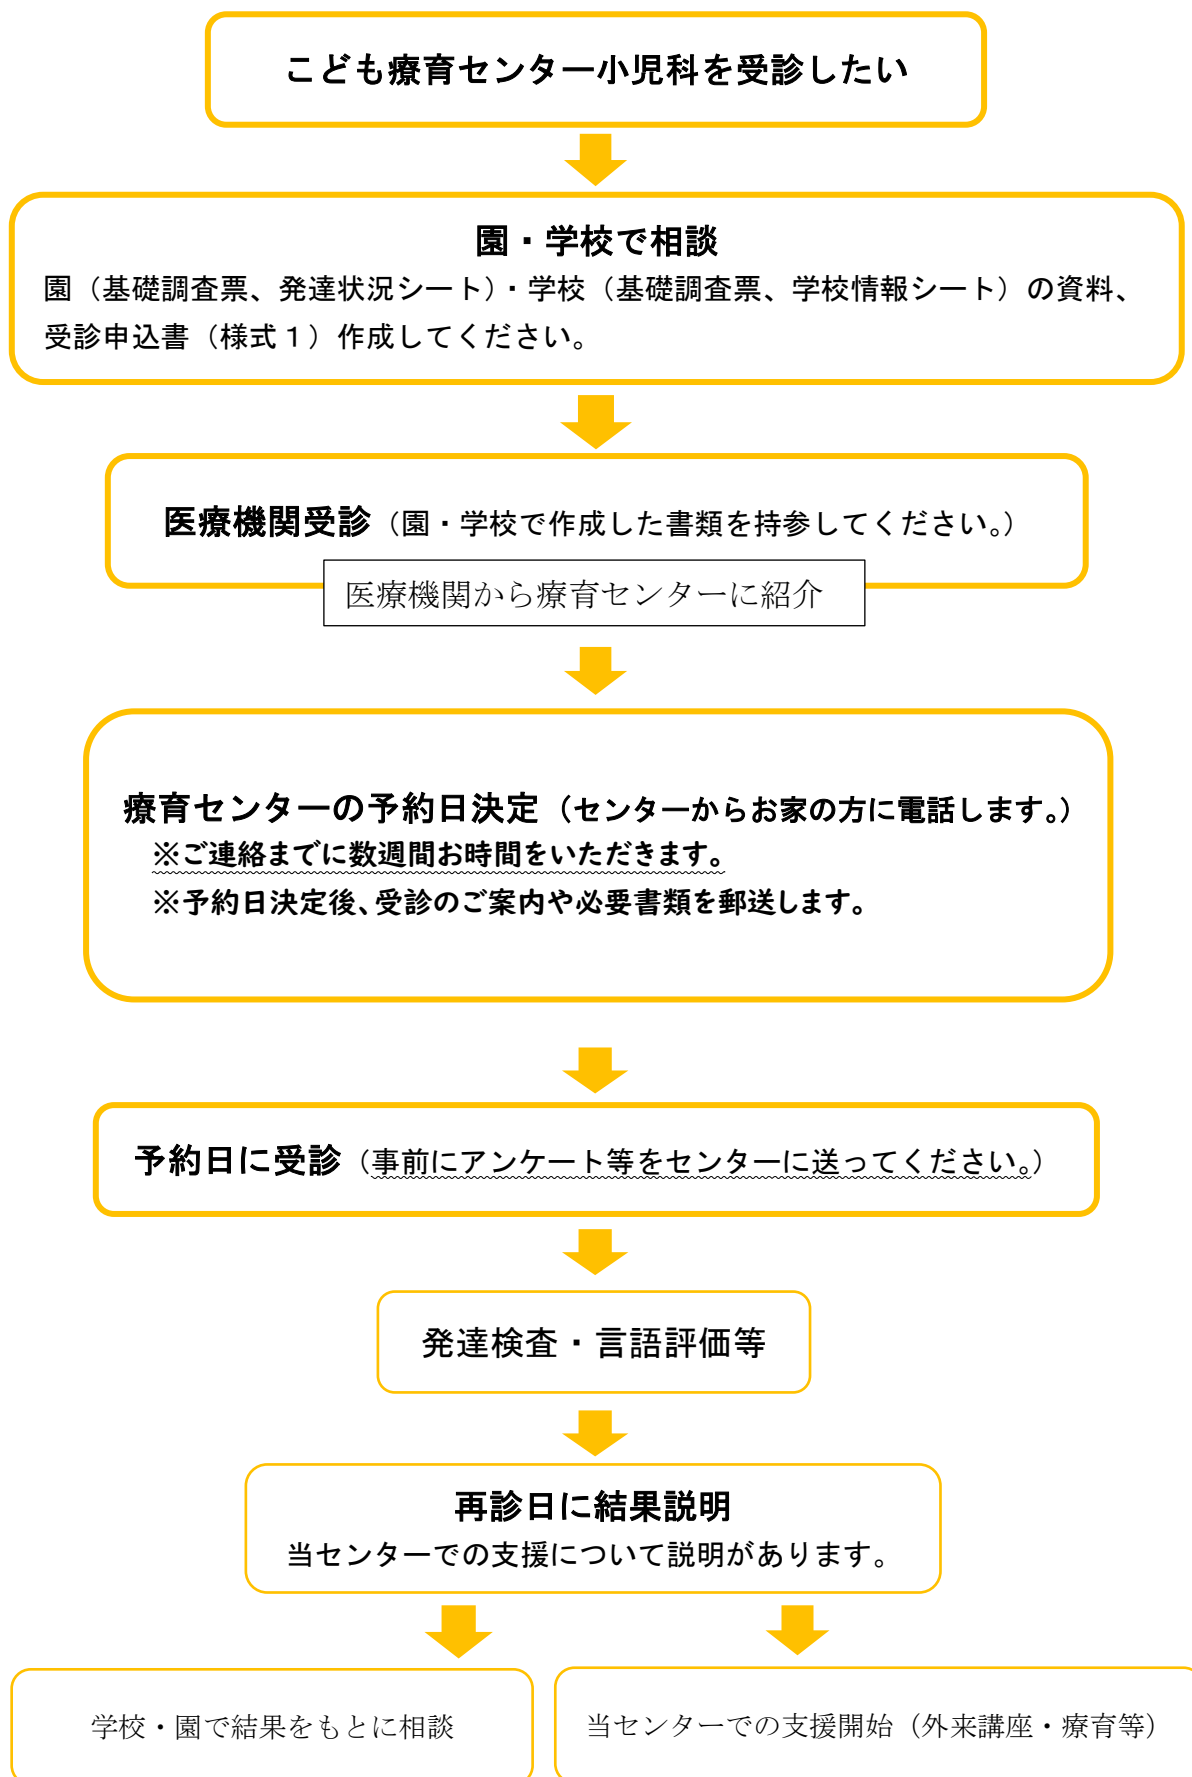 こども療育センター小児科を受診したい
園・学校で相談
園（基礎調査票、発達状況シート）・学校（基礎調査票、学校情報シート）の資料、
受診申込書（様式１）作成してください。
医療機関受診（園・学校で作成した書類を持参してください。）
医療機関から療育センターに紹介
療育センターの予約日決定（センターからお家の方に電話します。）
※ご連絡までに数週間お時間をいただきます。
※予約日決定後、受診のご案内や必要書類を郵送します。
予約日に受診（事前にアンケート等をセンターに送ってください。）
発達検査・言語評価等
再診日に結果説明
当センターでの支援について説明があります。
学校・園で結果をもとに相談
当センターでの支援開始（外来講座・療育等）